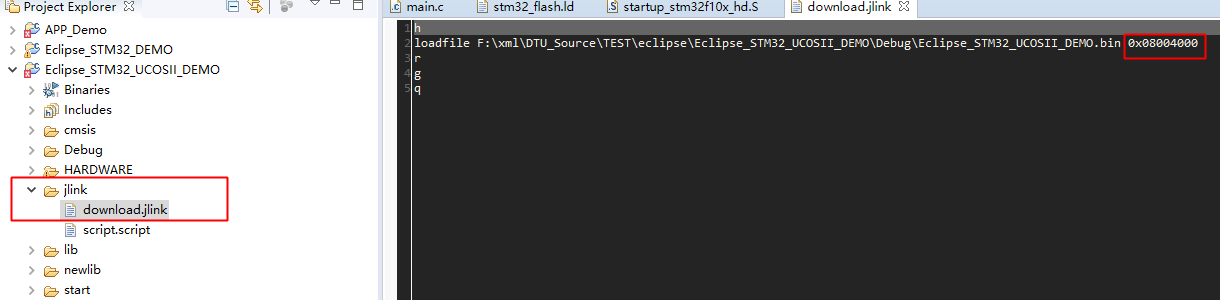 Project Explorer
APP_Demo
Eclipse_STM32_DEMO
Eclipse_STM32_UCOSII_DEMO
Binaries
Includes
cmsis
Debug
HARDWARE
jlink
download.jlink
script.script
lib
newlib
start
main.c
stm32_flash.ld
startup_stm32f10x_hd.S
download.jlink
1 h
2 loadfile F:\xml\DTU_Source\TEST\eclipse\Eclipse_STM32_UCOSII_DEMO\Debug\Eclipse_STM32_UCOSII_DEMO.bin 0x08004000
3 r
4 g
5 q